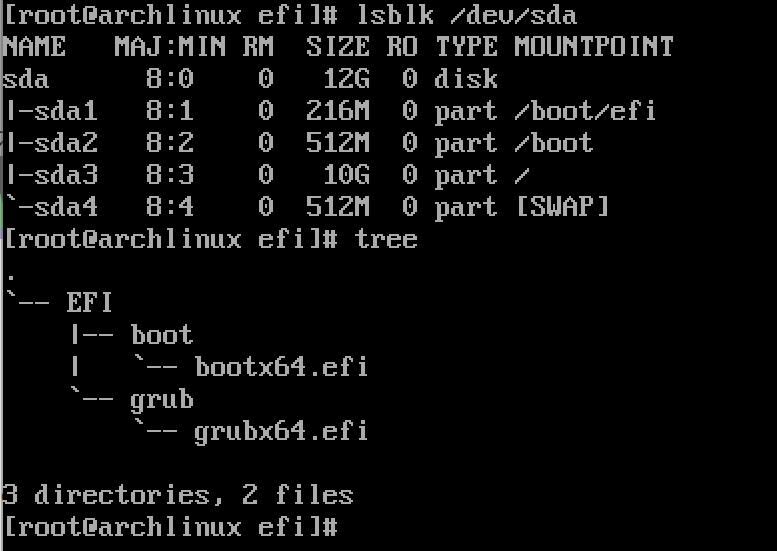 [root@archlinux efi]# lsblk /dev/sda
NAME   MAJ:MIN RM  SIZE RO TYPE MOUNTPOINT
sda      8:0    0   12G  0 disk
|-sda1   8:1    0  216M  0 part /boot/efi
|-sda2   8:2    0  512M  0 part /boot
|-sda3   8:3    0   10G  0 part /
`-sda4   8:4    0  512M  0 part [SWAP]
[root@archlinux efi]# tree
.
`-- EFI
    |-- boot
    |   `-- bootx64.efi
    `-- grub
        `-- grubx64.efi

3 directories, 2 files
[root@archlinux efi]#